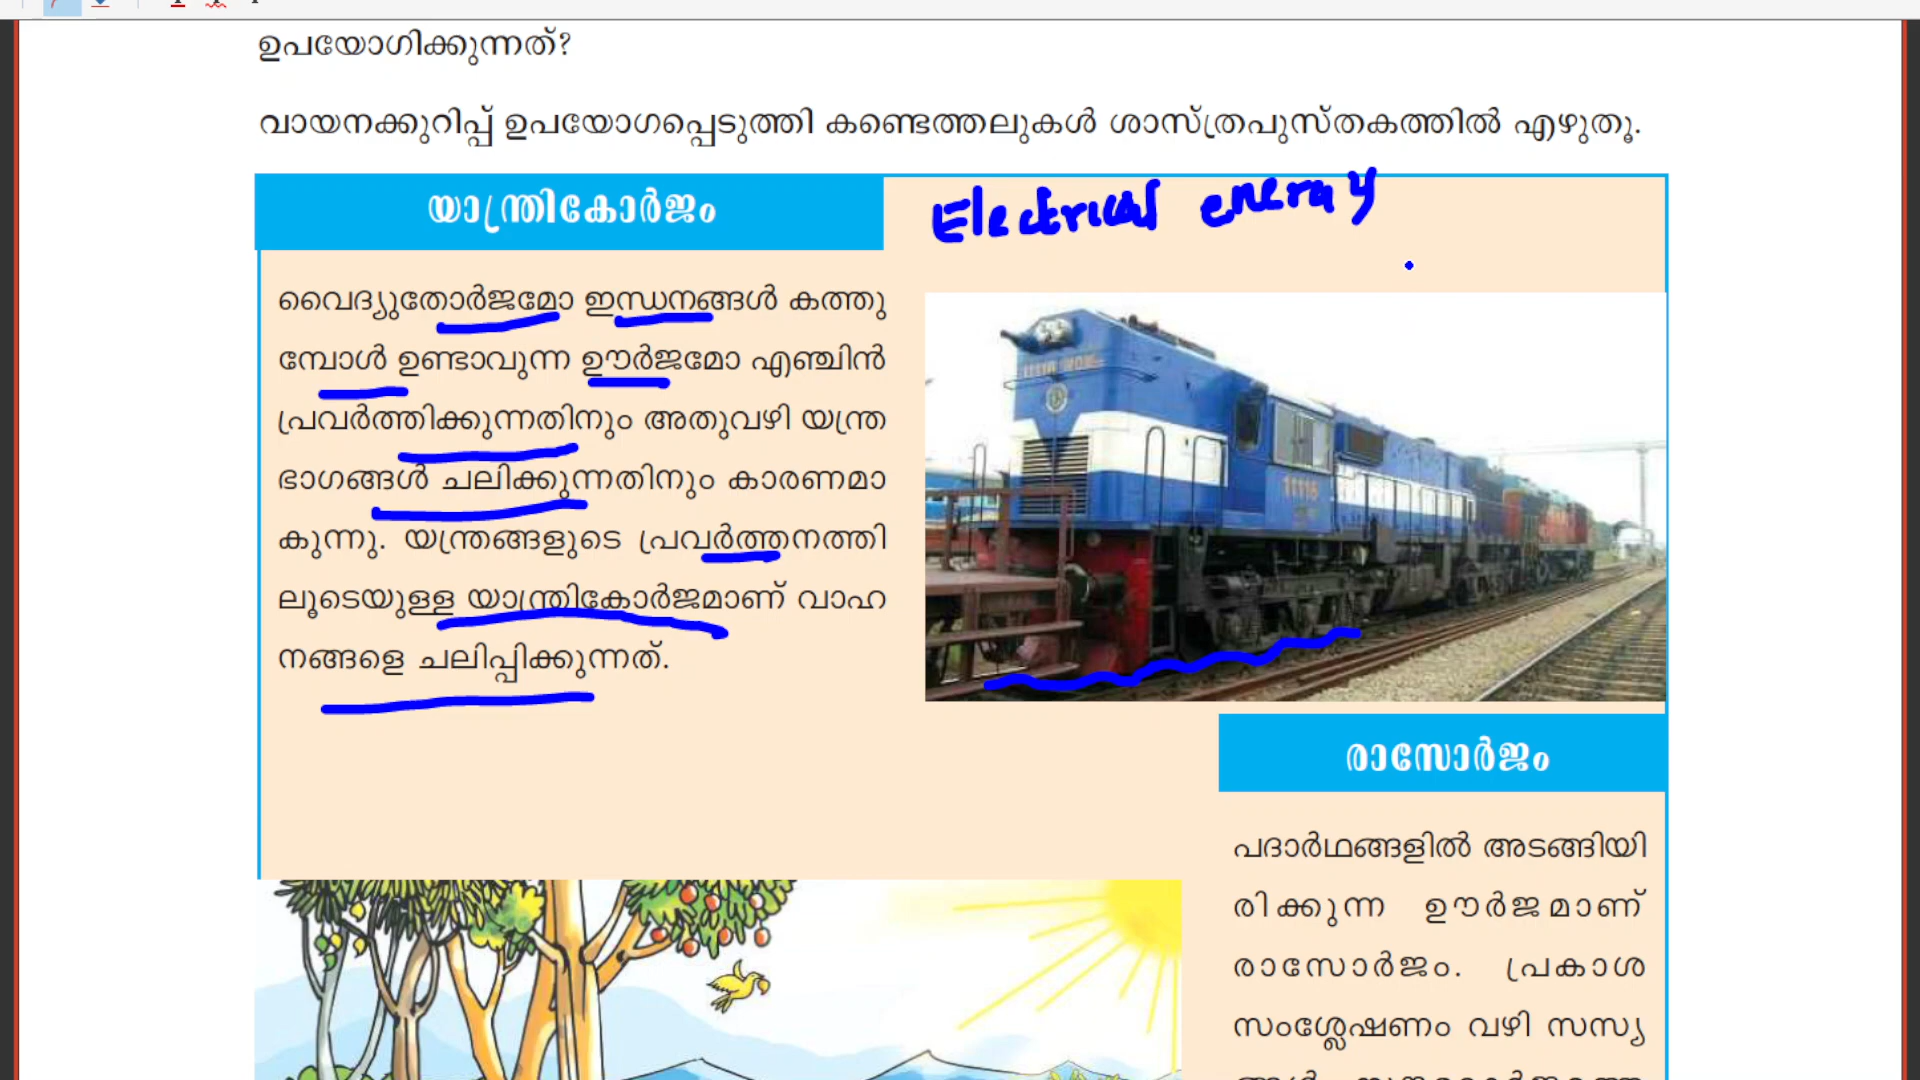 ഉപയോഗിക്കുന്നത്?
വായനക്കുറിപ്പ് ഉപയോഗപ്പെടുത്തി കണ്ടെത്തലുകൾ ശാസ്ത്രപുസ്തകത്തിൽ എഴുതൂ.
യാന്ത്രികോർജം
Electrical energy
വൈദ്യുതോർജമോ ഇന്ധനങ്ങൾ കത്തു
മ്പോൾ ഉണ്ടാവുന്ന ഊർജമോ എഞ്ചിൻ
പ്രവർത്തിക്കുന്നതിനും അതുവഴി യന്ത്ര
ഭാഗങ്ങൾ ചലിക്കുന്നതിനും കാരണമാ
കുന്നു. യന്ത്രങ്ങളുടെ പ്രവർത്തനത്തി
ലൂടെയുള്ള യാന്ത്രികോർജമാണ് വാഹ
നങ്ങളെ ചലിപ്പിക്കുന്നത്.
11116
രാസോർജം
പദാർഥങ്ങളിൽ അടങ്ങിയി
രിക്കുന്ന ഊർജമാണ്
രാസോർജം. പ്രകാശ
സംശ്ലേഷണം വഴി സസ്യ